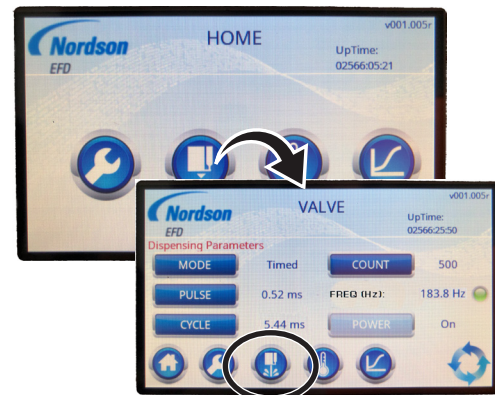 v001.005r
Nordson
EFD
HOME
UpTime:
02566:05:21
v001.005r
Nordson
EFD
VALVE
UpTime:
02566:25:50
Dispensing Parameters
MODE Timed COUNT 500
PULSE 0.52 ms FREQ (Hz): 183.8 Hz
CYCLE 5.44 ms POWER On